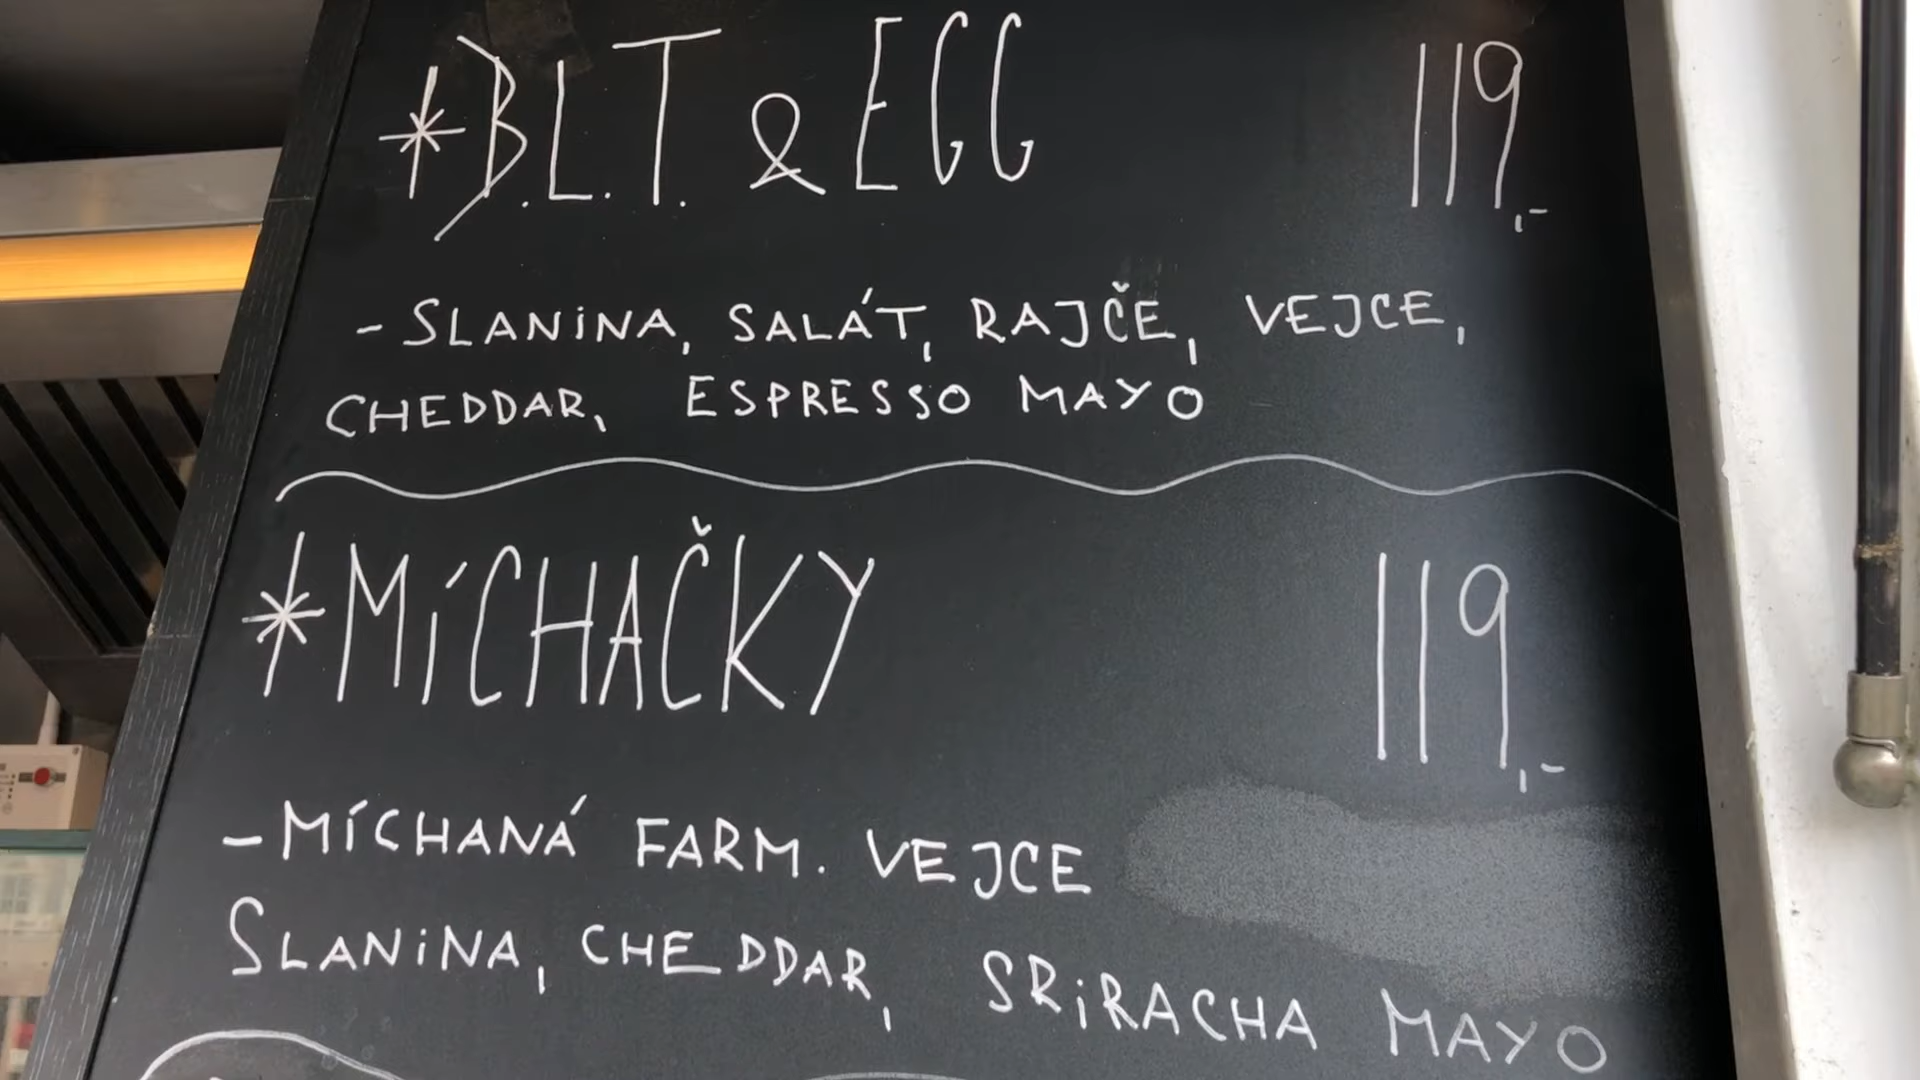 *B.L.T. & EGG 119,-
- SLANINA, SALÁT, RAJČE, VEJCE,
CHEDDAR, ESPRESSO MAYO
*MÍCHAČKY 119,-
- MÍCHANÁ FARM. VEJCE
SLANINA, CHEDDAR, SRIRACHA MAYO